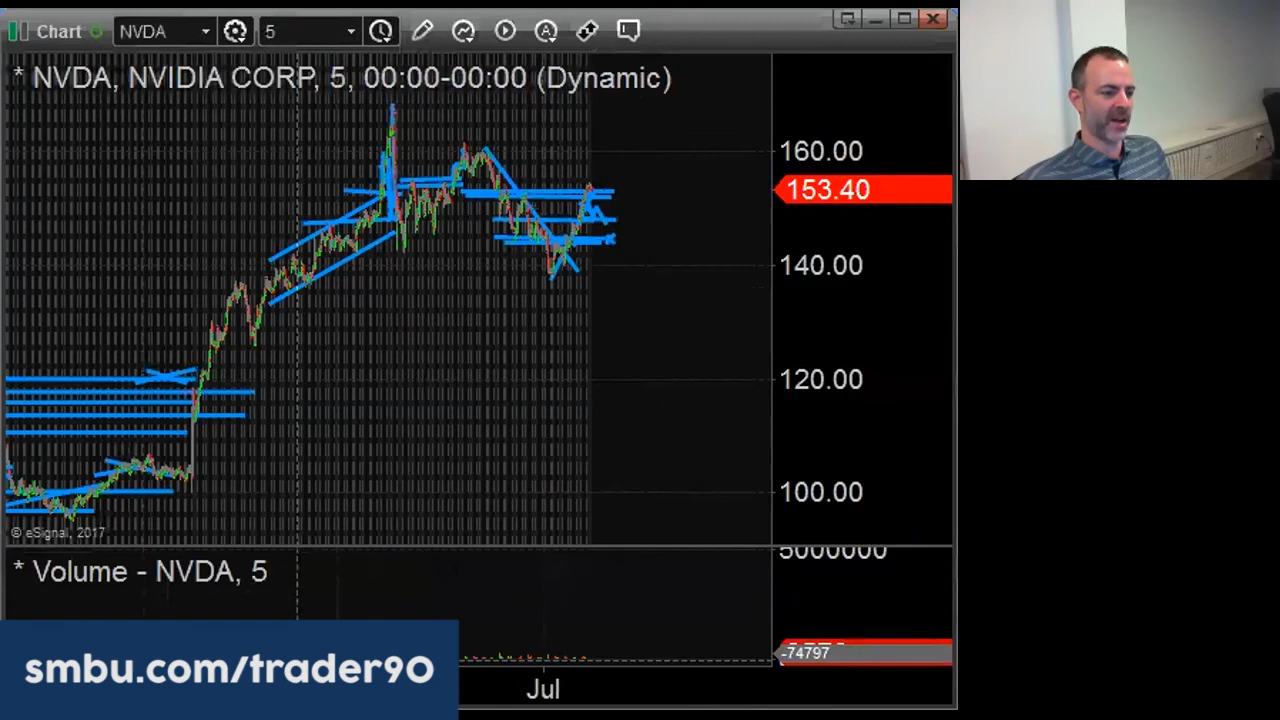 Chart NVDA 5
* NVDA, NVIDIA CORP, 5, 00:00-00:00 (Dynamic)
160.00
153.40
140.00
120.00
100.00
© eSignal, 2017
5000000
* Volume - NVDA, 5
-74797
smbu.com/trader90
Jul